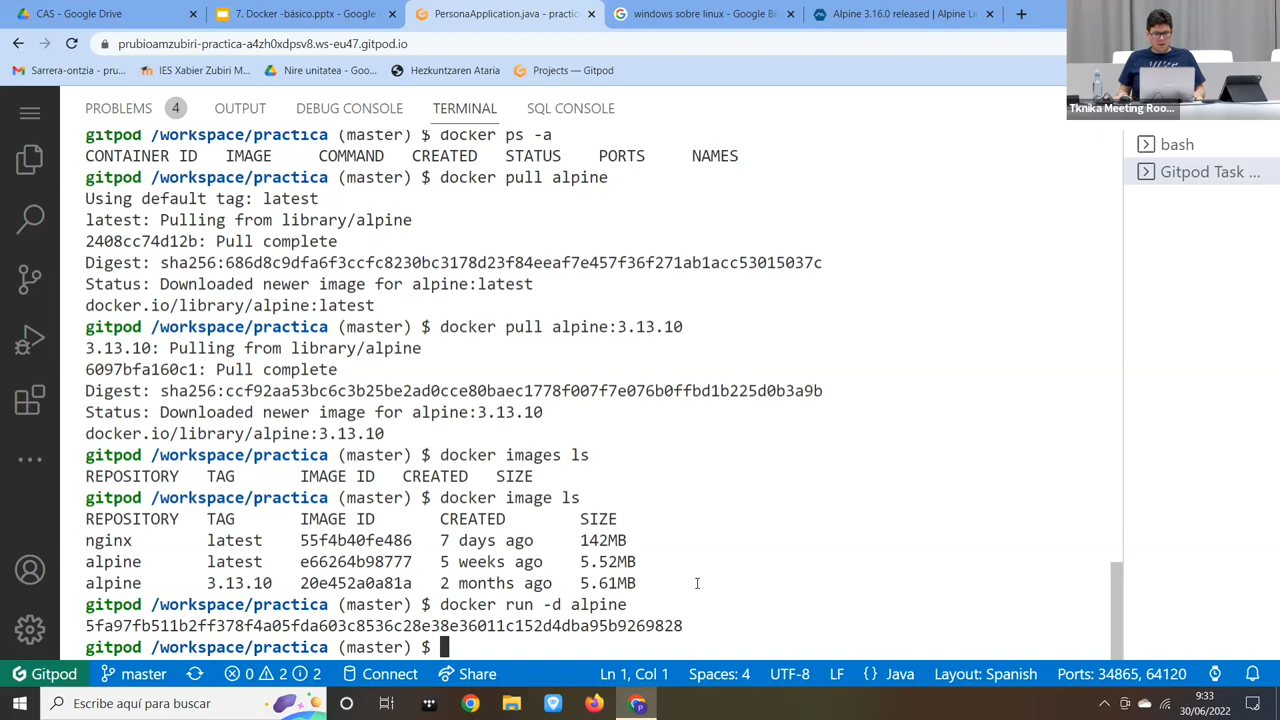 CAS - Google Drive
7. Docker -básico.pptx - Google
PersonaApplication.java - practic
windows sobre linux - Google Bú
Alpine 3.16.0 released | Alpine Li
prubioamzubiri-practica-a4zh0xdpsv8.ws-eu47.gitpod.io
Sarrera-ontzia - pru...
IES Xabier Zubiri M...
Nire unitatea - Goo...
Hezkuntzaren Ataria
Projects — Gitpod
Tknika Meeting Roo...
PROBLEMS 4 OUTPUT DEBUG CONSOLE TERMINAL SQL CONSOLE
gitpod /workspace/practica (master) $ docker ps -a
CONTAINER ID IMAGE COMMAND CREATED STATUS PORTS NAMES
gitpod /workspace/practica (master) $ docker pull alpine
Using default tag: latest
latest: Pulling from library/alpine
2408cc74d12b: Pull complete
Digest: sha256:686d8c9dfa6f3ccfc8230bc3178d23f84eeaf7e457f36f271ab1acc53015037c
Status: Downloaded newer image for alpine:latest
docker.io/library/alpine:latest
gitpod /workspace/practica (master) $ docker pull alpine:3.13.10
3.13.10: Pulling from library/alpine
6097bfa160c1: Pull complete
Digest: sha256:ccf92aa53bc6c3b25be2ad0cce80baec1778f007f7e076b0ffbd1b225d0b3a9b
Status: Downloaded newer image for alpine:3.13.10
docker.io/library/alpine:3.13.10
gitpod /workspace/practica (master) $ docker images ls
REPOSITORY TAG IMAGE ID CREATED SIZE
gitpod /workspace/practica (master) $ docker image ls
REPOSITORY TAG IMAGE ID CREATED SIZE
nginx latest 55f4b40fe486 7 days ago 142MB
alpine latest e66264b98777 5 weeks ago 5.52MB
alpine 3.13.10 20e452a0a81a 2 months ago 5.61MB
gitpod /workspace/practica (master) $ docker run -d alpine
5fa97fb511b2ff378f4a05fda603c8536c28e38e36011c152d4dba95b9269828
gitpod /workspace/practica (master) $
bash
Gitpod Task ...
Gitpod master 0 2 2 Connect Share Ln 1, Col 1 Spaces: 4 UTF-8 LF {} Java Layout: Spanish Ports: 34865, 64120
Escribe aquí para buscar
9:33
30/06/2022